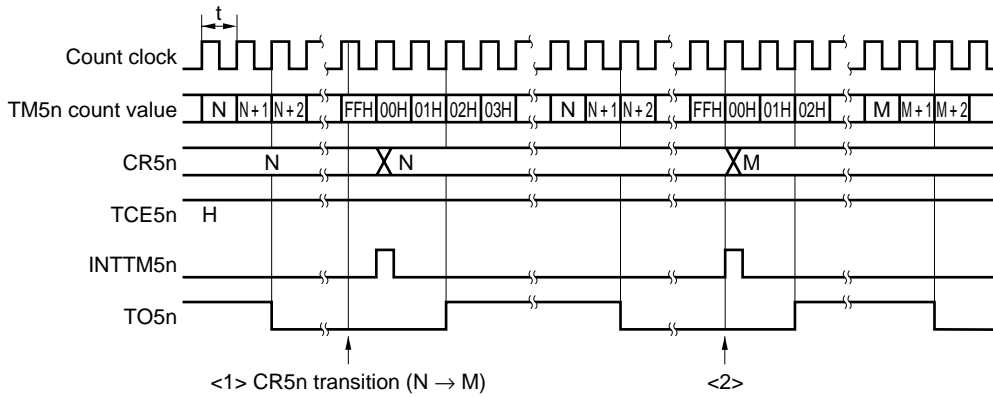 t
Count clock
TM5n count value N N + 1 N + 2 FFH 00H 01H 02H 03H N N + 1 N + 2 FFH 00H 01H 02H M M + 1 M + 2
CR5n N N M
TCE5n H
INTTM5n
TO5n
<1> CR5n transition (N → M) <2>